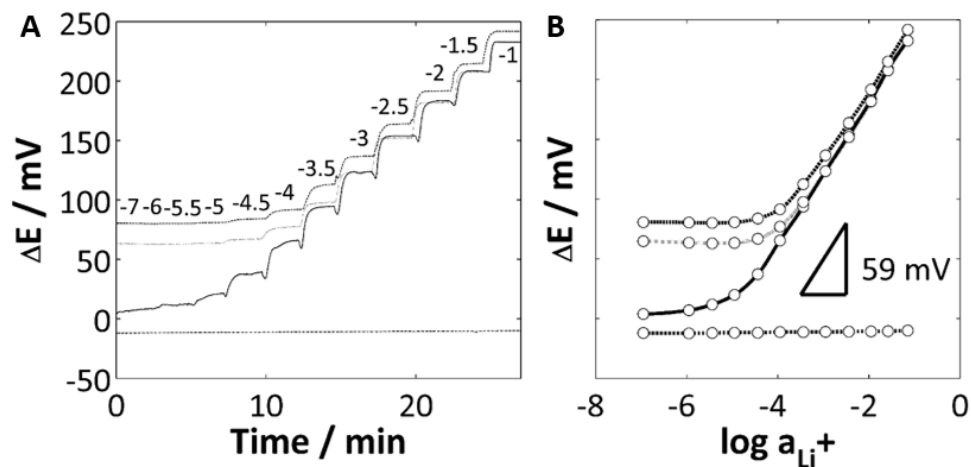 A
ΔE / mV
250
200
150
100
50
0
-50
-7 -6 -5.5 -5 -4.5 -4 -3.5 -3 -2.5 -2 -1.5 -1
0 10 20
Time / min
B
ΔE / mV
59 mV
-8 -6 -4 -2 0
log aLi+